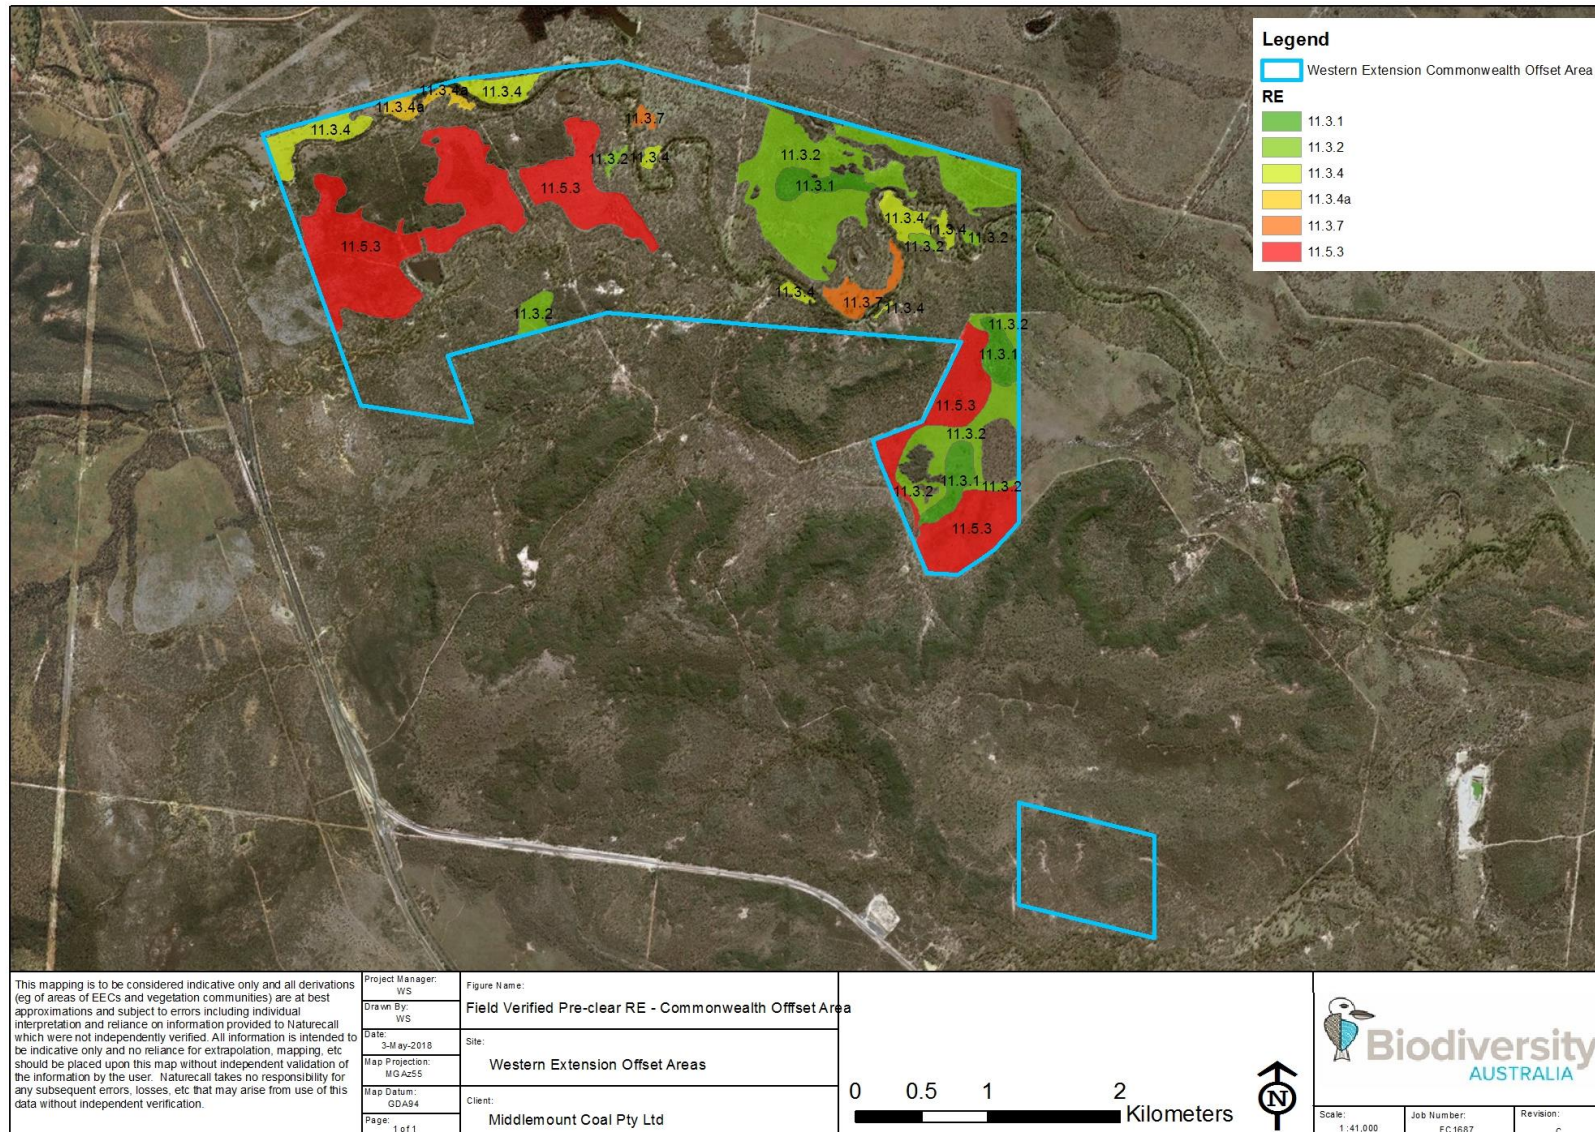 Legend
Western Extension Commonwealth Offset Area
RE
11.3.1
11.3.2
11.3.4
11.3.4a
11.3.7
11.5.3
11.3.4a
11.3.4
11.3.4a
11.3.4
11.3.7
11.3.2
11.3.4
11.5.3
11.5.3
11.3.2
11.3.2
11.3.1
11.3.4
11.3.4
11.3.2
11.3.2
11.3.4
11.3.7
11.3.4
11.3.2
11.3.1
11.5.3
11.3.2
11.3.1
11.3.2
11.3.2
11.5.3
This mapping is to be considered indicative only and all derivations
(eg of areas of EECs and vegetation communities) are at best
approximations and subject to errors including individual
interpretation and reliance on information provided to Naturecall
which were not independently verified. All information is intended to
be indicative only and no reliance for extrapolation, mapping, etc
should be placed upon this map without independent validation of
the information by the user. Naturecall takes no responsibility for
any subsequent errors, losses, etc that may arise from use of this
data without independent verification.
Project Manager:
WS
Drawn By:
WS
Date:
3-May-2018
Map Projection:
MGAz55
Map Datum:
GDA94
Page:
1 of 1
Figure Name:
Field Verified Pre-clear RE - Commonwealth Offfset Area
Site:
Western Extension Offset Areas
Client:
Middlemount Coal Pty Ltd
0 0.5 1 2
Kilometers
N
Biodiversity
AUSTRALIA
Scale:
1:41,000
Job Number:
EC1687
Revision:
C